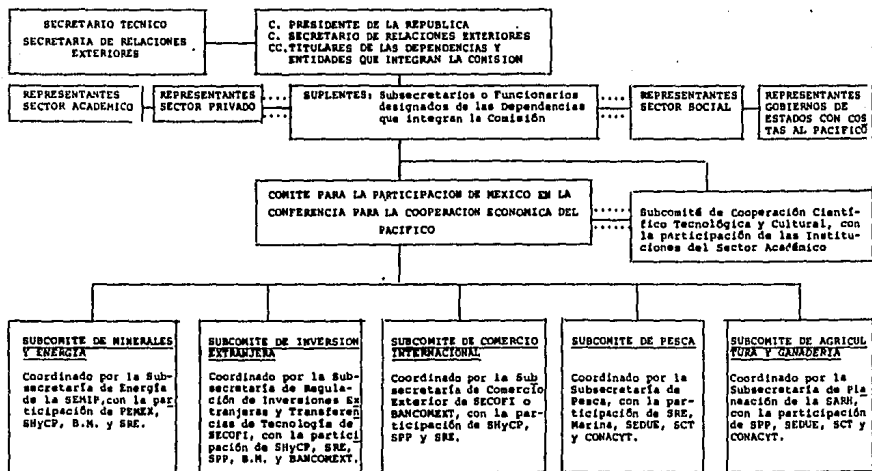 SECRETARIO TECNICO
SECRETARIA DE RELACIONES
EXTERIORES
C. PRESIDENTE DE LA REPUBLICA
C. SECRETARIO DE RELACIONES EXTERIORES
CC.TITULARES DE LAS DEPENDENCIAS Y
ENTIDADES QUE INTEGRAN LA COMISION
REPRESENTANTES
SECTOR ACADEMICO
REPRESENTANTES
SECTOR PRIVADO
SUPLENTES: Subsecretarios o Funcionarios
designados de las Dependencias
que integran la Comisión
REPRESENTANTES
SECTOR SOCIAL
REPRESENTANTES
GOBIERNOS DE
ESTADOS CON COS
TAS AL PACIFICO
COMITE PARA LA PARTICIPACION DE MEXICO EN LA
CONFERENCIA PARA LA COOPERACION ECONOMICA DEL
PACIFICO
Subcomité de Cooperación Cientí-
fico Tecnológica y Cultural, con
la participación de las Institu-
ciones del Sector Académico
SUBCOMITE DE MINERALES
Y ENERGIA
Coordinado por la Sub-
secretaría de Energía
de la SEMIP,con la par
ticipación de PEMEX,
SHyCP, B.M. y SRE.
SUBCOMITE DE INVERSION
EXTRANJERA
Coordinado por la Sub-
secretaría de Regula-
ción de Inversiones Ex
tranjeras y Transferen
cias de Tecnología de
SECOFI, con la partici
pación de SHyCP, SRE,
SPP, B.M. y BANCOMEXT.
SUBCOMITE DE COMERCIO
INTERNACIONAL
Coordinado por la Sub
secretaría de Comercio
Exterior de SECOFI o
BANCOMEXT, con la par-
ticipación de SHyCP,
SPP y SRE.
SUBCOMITE DE PESCA
Coordinado por la
Subsecretaría de
Pesca, con la par-
ticipación de SRE,
Marina, SEDUE, SCT
y CONACYT.
SUBCOMITE DE AGRICUL
TURA Y GANADERIA
Coordinado por la
Subsecretaría de Pla
neación de la SARH,
con la participación
de SPP, SEDUE, SCT y
CONACYT.